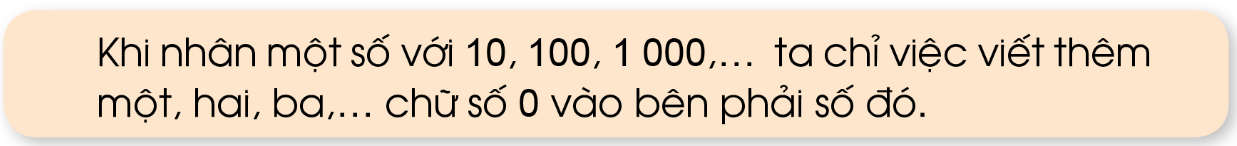 Khi nhân một số với 10, 100, 1 000,... ta chỉ việc viết thêm
một, hai, ba,... chữ số 0 vào bên phải số đó.